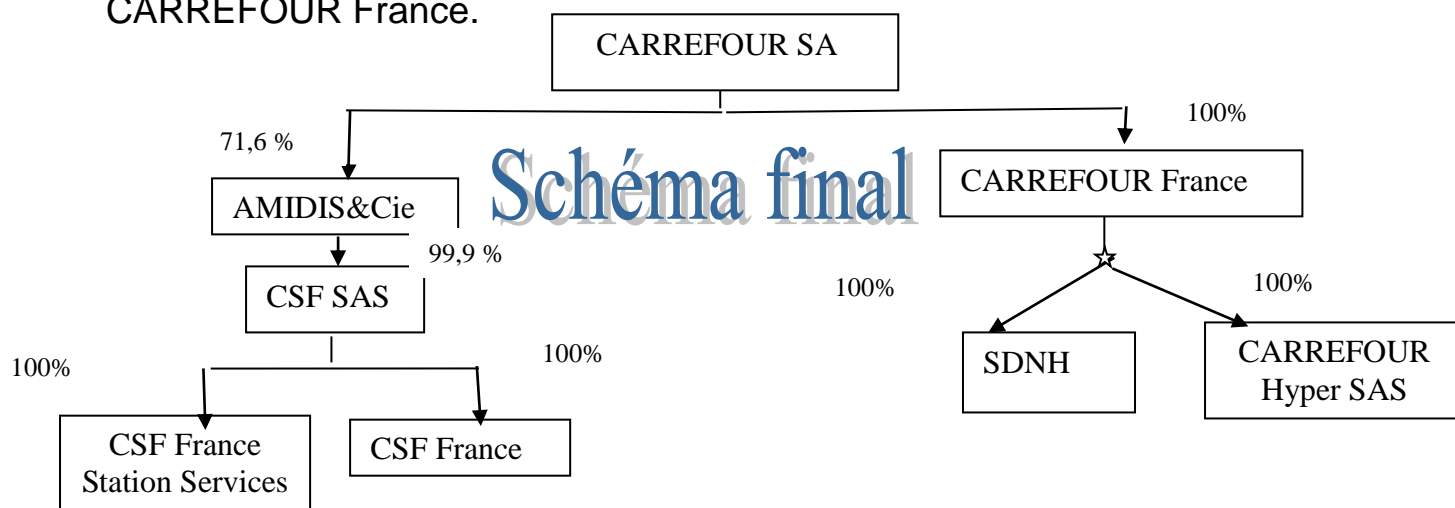 CARREFOUR France.
CARREFOUR SA
100%
71,6 %
Schéma final
CARREFOUR France
AMIDIS&Cie
99,9 %
CSF SAS
100%
100%
100%
100%
SDNH
CARREFOUR
Hyper SAS
CSF France
Station Services
CSF France